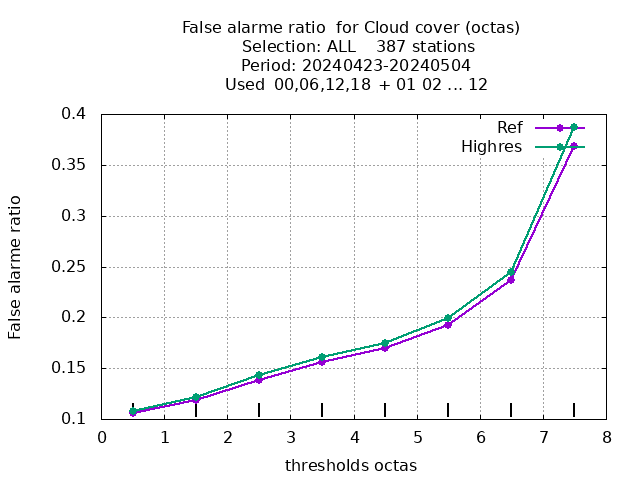 False alarme ratio  for Cloud cover (octas)
Selection: ALL    387 stations
Period: 20240423-20240504
Used  00,06,12,18 + 01 02 ... 12
False alarme ratio
0.4
0.35
0.3
0.25
0.2
0.15
0.1
Ref
Highres
0 1 2 3 4 5 6 7 8
thresholds octas